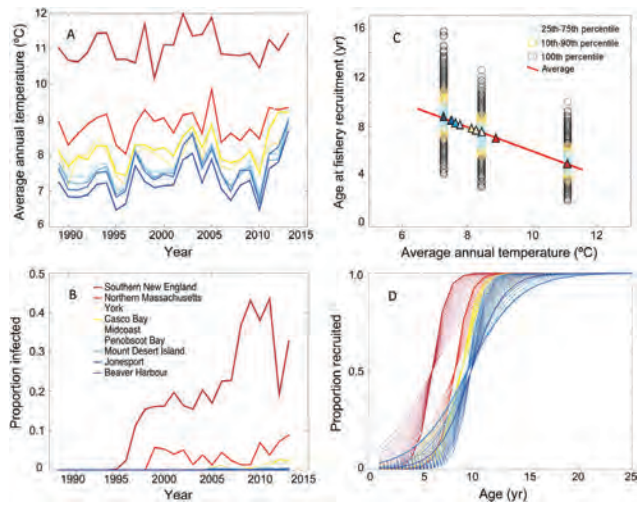 A
Average annual temperature (ºC)
12
11
10
9
8
7
6
1990
1995
2000
2005
2010
2015
Year
C
25th-75th percentile
10th-90th percentile
100th percentile
Average
Age at fishery recruitment (yr)
16
12
8
4
0
6
8
10
12
Average annual temperature (ºC)
B
Southern New England
Northern Massachusetts
York
Casco Bay
Midcoast
Penobscot Bay
Mount Desert Island
Jonesport
Beaver Harbour
Proportion infected
0.5
0.4
0.3
0.2
0.1
0
1990
1995
2000
2005
2010
2015
Year
D
Proportion recruited
1.0
0.5
0
0
5
10
15
20
25
Age (yr)